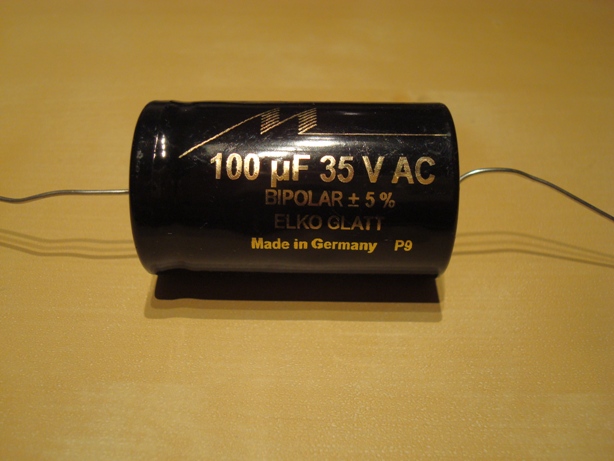 100 µF 35 V AC
BIPOLAR ± 5 %
ELKO GLATT
Made in Germany P9